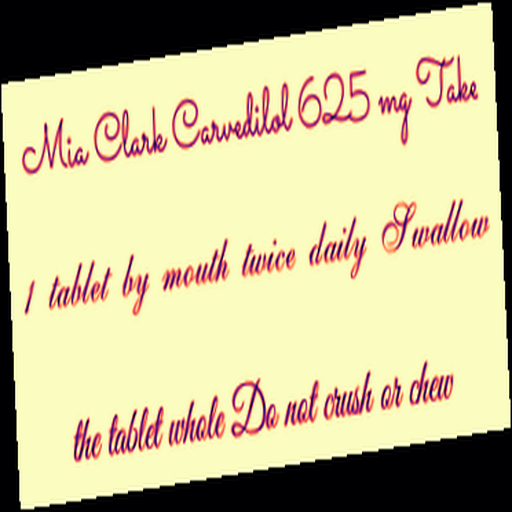 Mia Clark Carvedilol 625 mg Take
1 tablet by mouth twice daily Swallow
the tablet whole Do not crush or chew